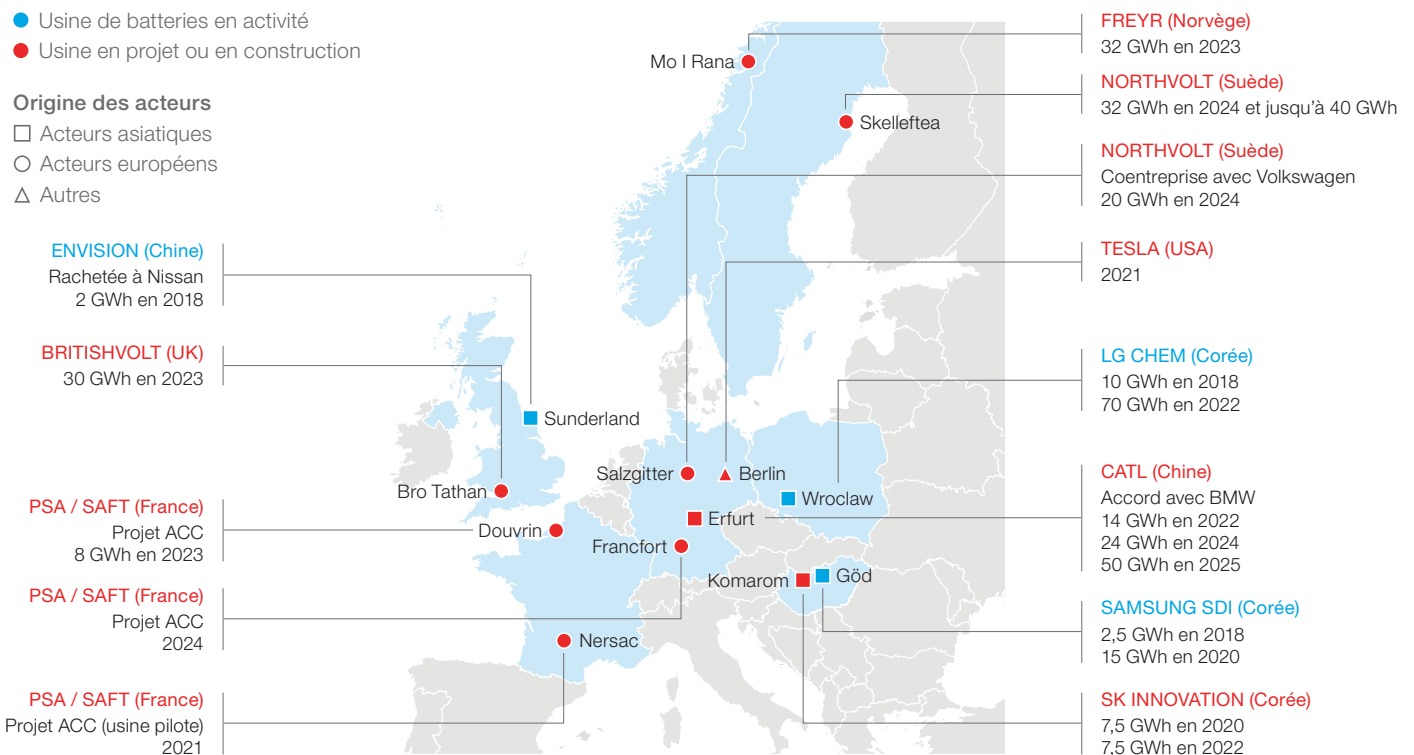 Usine de batteries en activité
Usine en projet ou en construction
Origine des acteurs
Acteurs asiatiques
Acteurs européens
Autres
ENVISION (Chine)
Rachetée à Nissan
2 GWh en 2018
BRITISHVOLT (UK)
30 GWh en 2023
PSA / SAFT (France)
Projet ACC
8 GWh en 2023
PSA / SAFT (France)
Projet ACC
2024
PSA / SAFT (France)
Projet ACC (usine pilote)
2021
Mo I Rana
Skelleftea
Sunderland
Bro Tathan
Salzgitter
Berlin
Wroclaw
Douvrin
Erfurt
Francfort
Komarom
Göd
Nersac
FREYR (Norvège)
32 GWh en 2023
NORTHVOLT (Suède)
32 GWh en 2024 et jusqu'à 40 GWh
NORTHVOLT (Suède)
Coentreprise avec Volkswagen
20 GWh en 2024
TESLA (USA)
2021
LG CHEM (Corée)
10 GWh en 2018
70 GWh en 2022
CATL (Chine)
Accord avec BMW
14 GWh en 2022
24 GWh en 2024
50 GWh en 2025
SAMSUNG SDI (Corée)
2,5 GWh en 2018
15 GWh en 2020
SK INNOVATION (Corée)
7,5 GWh en 2020
7,5 GWh en 2022